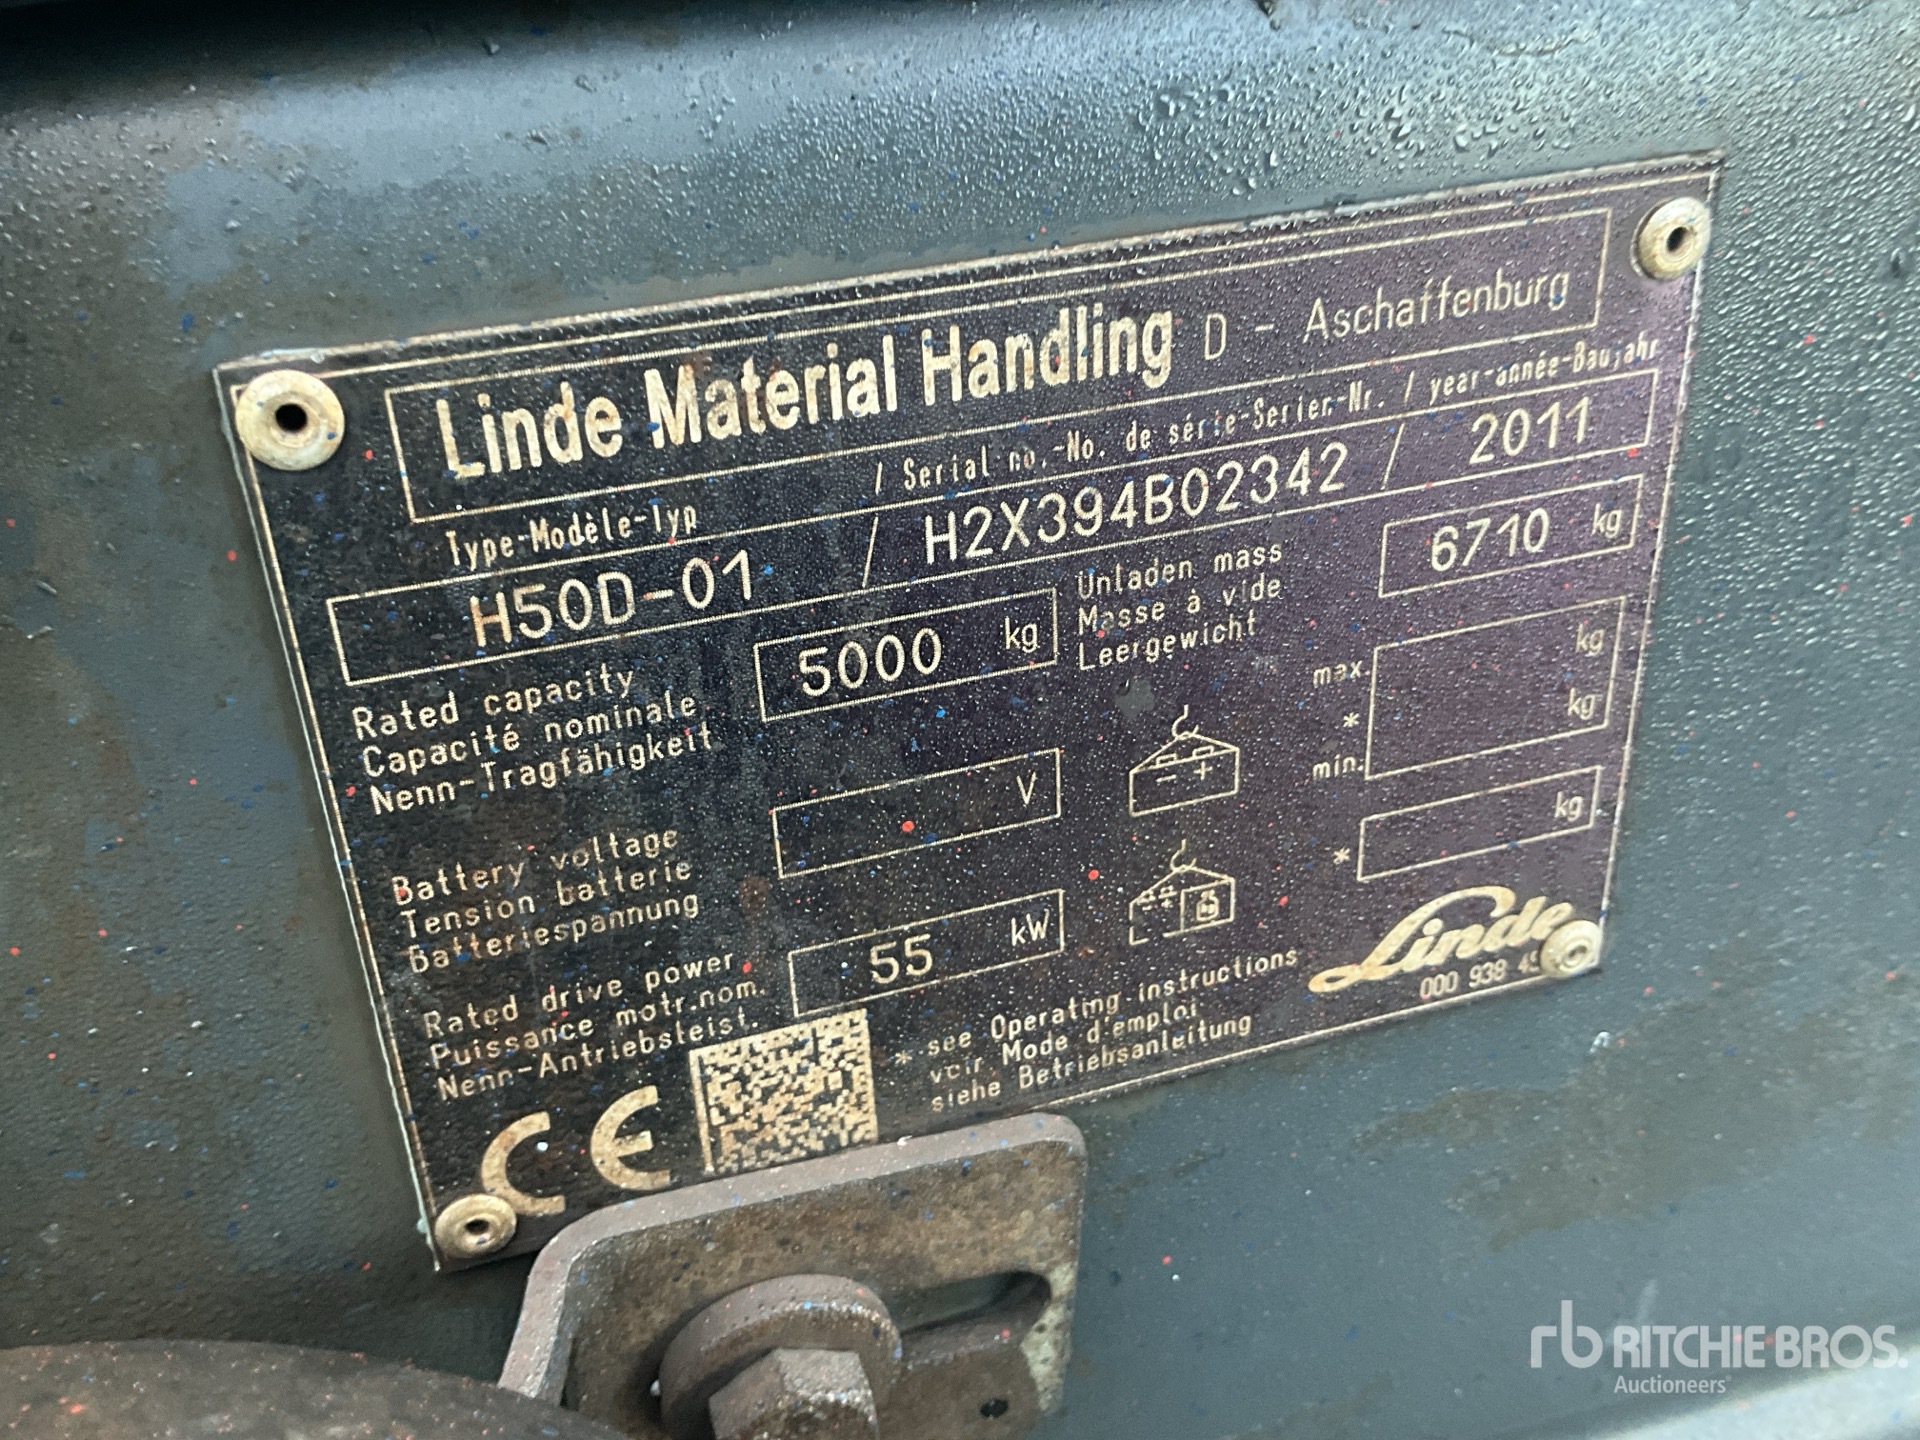 Linde Material Handling D - Aschaffenburg
Type-Modèle-Typ / Serial no.-No. de série-Serien-Nr. / year-année-Baujahr
H50D-01 / H2X394B02342 / 2011
Rated capacity
Capacité nominale
Nenn-Tragfähigkeit
5000 kg
Unladen mass
Masse à vide
Leergewicht
6710 kg
max. kg
* kg
min.
Battery voltage
Tension batterie
Batteriespannung
V
- +
* kg
Rated drive power
Puissance motr.nom.
Nenn-Antriebsleist.
55 kW
* see Operating instructions
voir Mode d'emploi
siehe Betriebsanleitung
Linde
000 938
CE
rb RITCHIE BROS.
Auctioneers